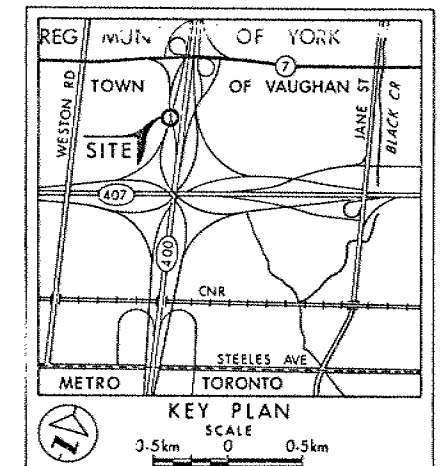 REG MUN OF YORK
7
TOWN OF VAUGHAN
WESTON RD
JANE ST
BLACK CR
SITE
407
400
CNR
STEELES AVE
METRO TORONTO
KEY PLAN
SCALE
0.5km 0 0.5km